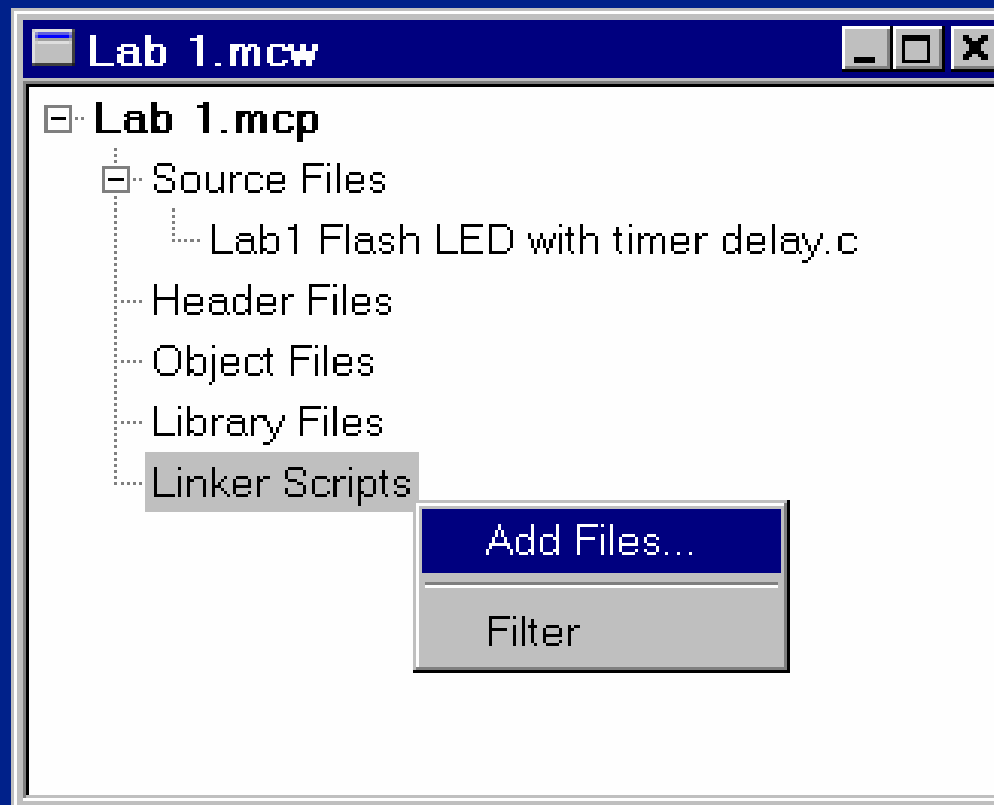 Lab 1.mcw
Lab 1.mcp
Source Files
Lab1 Flash LED with timer delay.c
Header Files
Object Files
Library Files
Linker Scripts
Add Files...
Filter